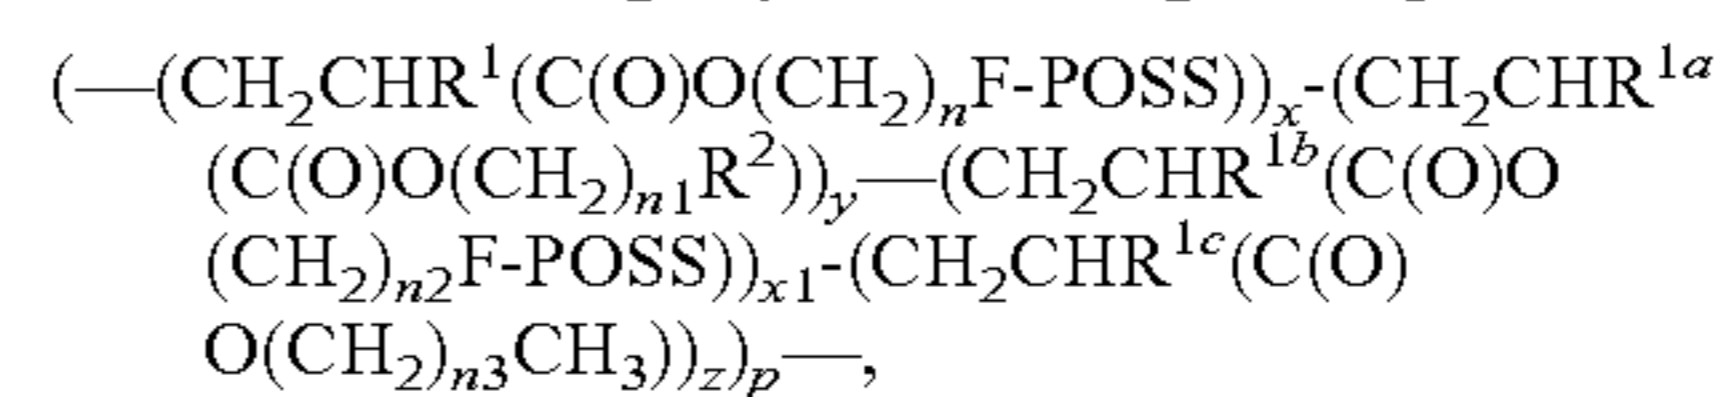 (—(CH₂CHR¹(C(O)O(CH₂)ₙF-POSS))ₓ-(CH₂CHR¹ᵃ
(C(O)O(CH₂)ₙ₁R²))y—(CH₂CHR¹ᵇ(C(O)O
(CH₂)ₙ₂F-POSS))ₓ₁-(CH₂CHR¹ᶜ(C(O)
O(CH₂)ₙ₃CH₃))z)ₚ—,